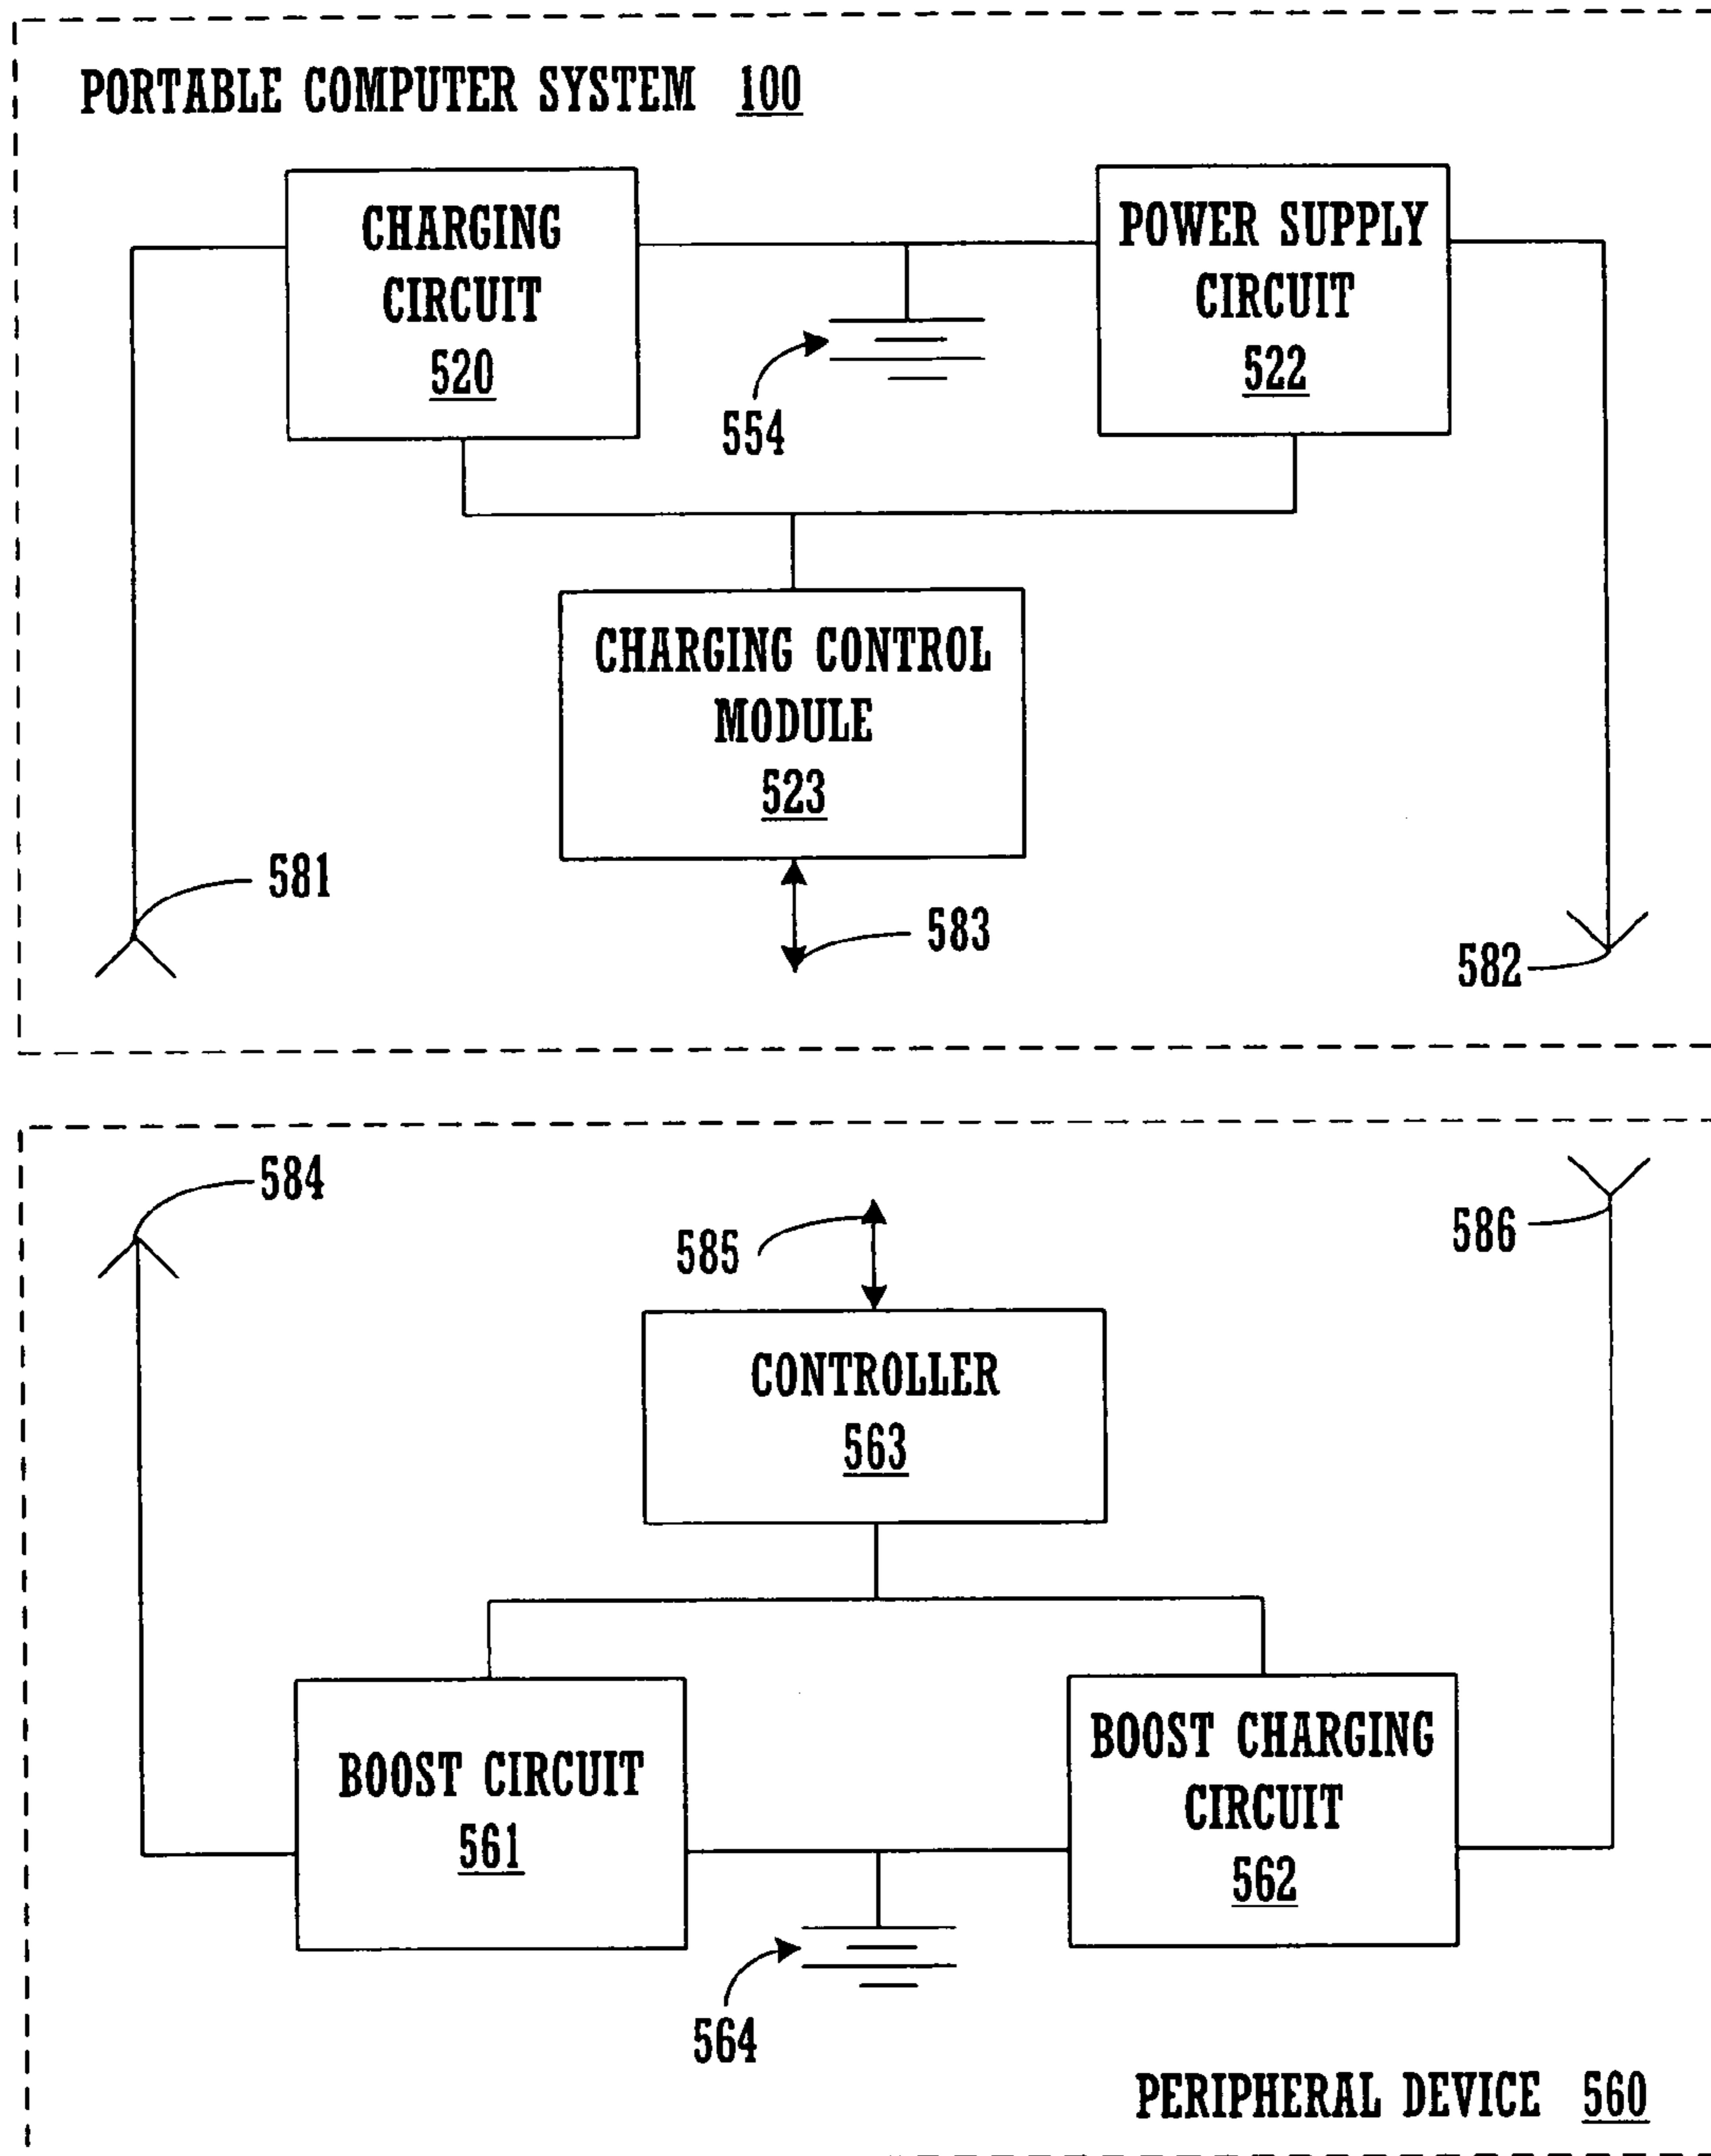 PORTABLE COMPUTER SYSTEM 100
CHARGING
CIRCUIT
520
POWER SUPPLY
CIRCUIT
522
554
CHARGING CONTROL
MODULE
523
581
583
582
584
585
586
CONTROLLER
563
BOOST CIRCUIT
561
BOOST CHARGING
CIRCUIT
562
564
PERIPHERAL DEVICE 560